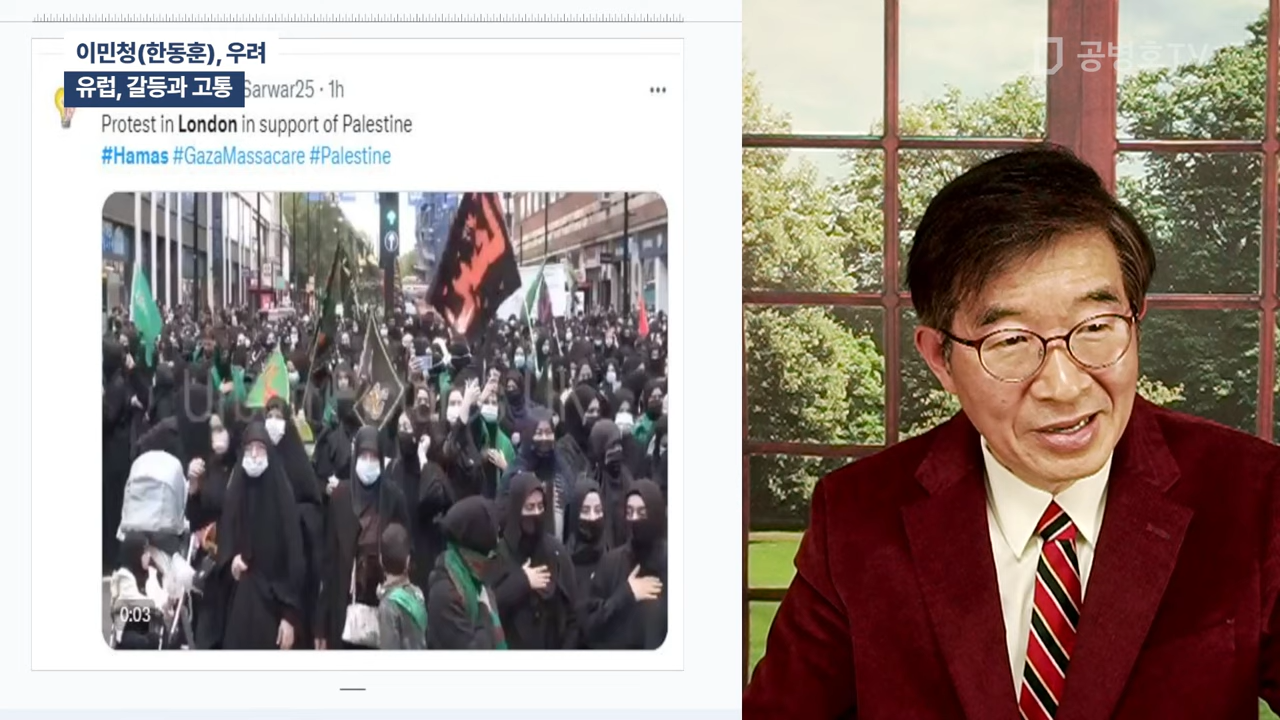 이민청(한동훈), 우려
유럽, 갈등과 고통
Sarwar25 · 1h
Protest in London in support of Palestine
#Hamas #GazaMassacare #Palestine
0:03
공병호TV